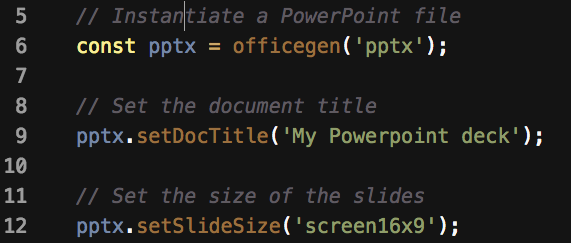 5 // Instantiate a PowerPoint file
6 const pptx = officegen('pptx');
7
8 // Set the document title
9 pptx.setDocTitle('My Powerpoint deck');
10
11 // Set the size of the slides
12 pptx.setSlideSize('screen16x9');